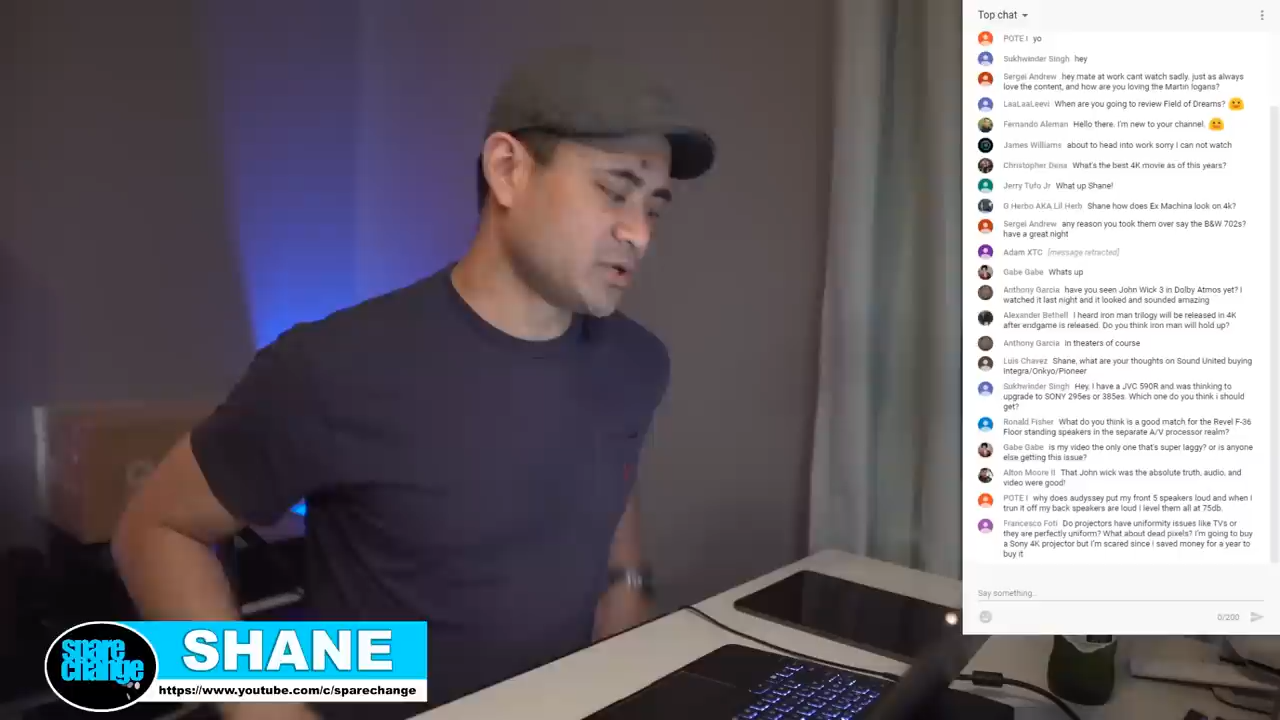 Top chat
POTE I yo
Sukhwinder Singh hey
Sergei Andrew hey mate at work cant watch sadly. just as always
love the content, and how are you loving the Martin logans?
LaaLaaLeevi When are you going to review Field of Dreams?
Fernando Aleman Hello there. I'm new to your channel.
James Williams about to head into work sorry I can not watch
Christopher Dena What's the best 4K movie as of this years?
Jerry Tufo Jr What up Shane!
G Herbo AKA Lil Herb Shane how does Ex Machina look on 4k?
Sergei Andrew any reason you took them over say the B&W 702s?
have a great night
Adam XTC [message retracted]
Gabe Gabe Whats up
Anthony Garcia have you seen John Wick 3 in Dolby Atmos yet? I
watched it last night and it looked and sounded amazing
Alexander Bethell I heard iron man trilogy will be released in 4K
after endgame is released. Do you think iron man will hold up?
Anthony Garcia in theaters of course
Luis Chavez Shane, what are your thoughts on Sound United buying
Integra/Onkyo/Pioneer
Sukhwinder Singh Hey, I have a JVC 590R and was thinking to
upgrade to SONY 295es or 385es. Which one do you think i should
get?
Ronald Fisher What do you think is a good match for the Revel F-36
Floor standing speakers in the separate A/V processor realm?
Gabe Gabe is my video the only one that's super laggy? or is anyone
else getting this issue?
Alton Moore II That John wick was the absolute truth, audio, and
video were good!
POTE I why does audyssey put my front 5 speakers loud and when i
trun it off my back speakers are loud I level them all at 75db.
Francesco Foti Do projectors have uniformity issues like TVs or
they are perfectly uniform? What about dead pixels? I'm going to buy
a Sony 4K projector but I'm scared since i saved money for a year to
buy it
Say something...
0/200
spare
change
SHANE
https://www.youtube.com/c/sparechange